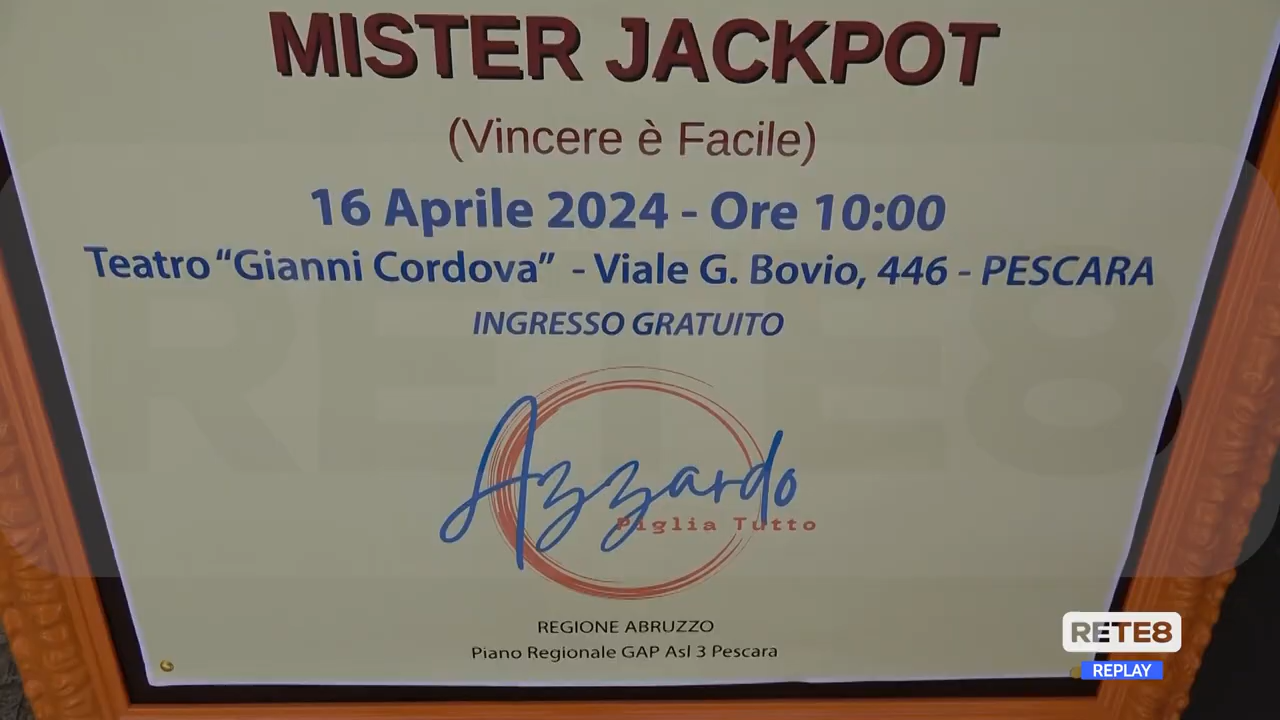 MISTER JACKPOT
(Vincere è Facile)
16 Aprile 2024 - Ore 10:00
Teatro "Gianni Cordova" - Viale G. Bovio, 446 - PESCARA
INGRESSO GRATUITO
Azzardo
Piglia Tutto
REGIONE ABRUZZO
Piano Regionale GAP Asl 3 Pescara
RETE8
RETE8
REPLAY